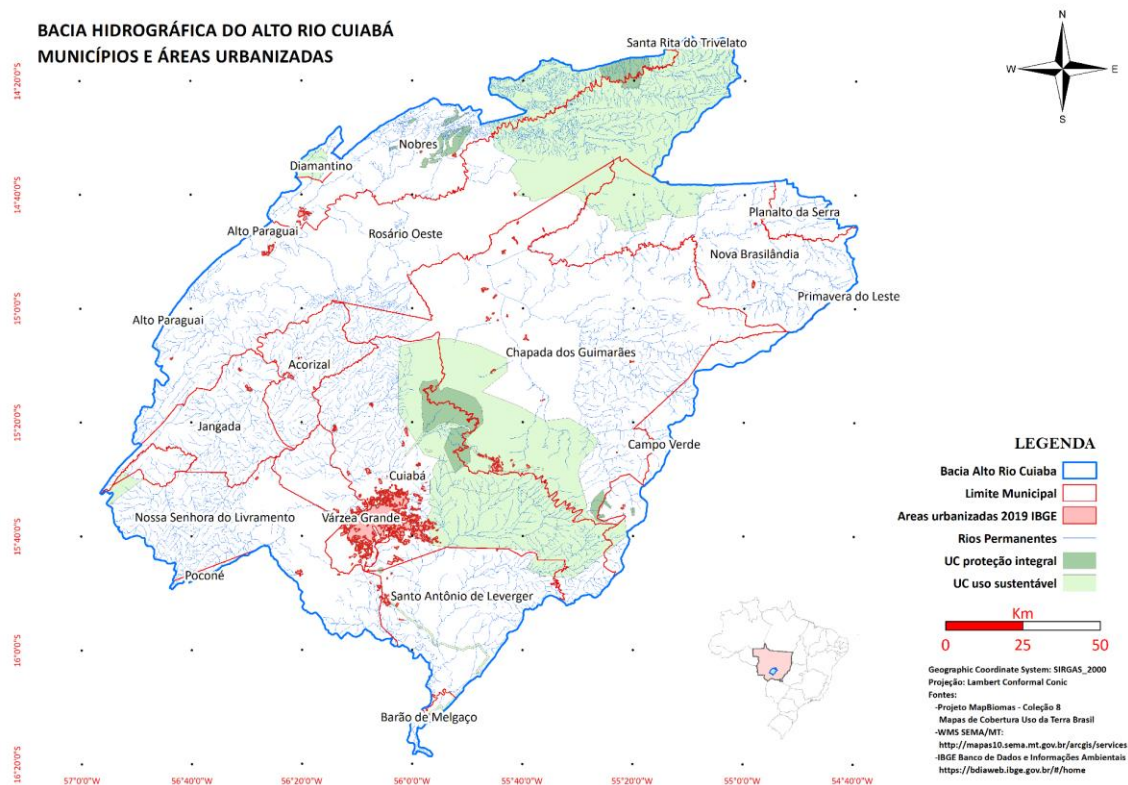 BACIA HIDROGRÁFICA DO ALTO RIO CUIABÁ
MUNICÍPIOS E ÁREAS URBANIZADAS
N
W
E
S
Santa Rita do Trivelato
Nobres
Diamantino
Planalto da Serra
Alto Paraguai
Rosário Oeste
Nova Brasilândia
Primavera do Leste
Alto Paraguai
Chapada dos Guimarães
Acorizal
Jangada
Campo Verde
Cuiabá
Nossa Senhora do Livramento
Várzea Grande
Poconé
Santo Antônio de Leverger
Barão de Melgaço
14°20'0"S
14°40'0"S
15°0'0"S
15°20'0"S
15°40'0"S
16°0'0"S
16°20'0"S
57°0'0"W
56°40'0"W
56°20'0"W
56°0'0"W
55°40'0"W
55°20'0"W
55°0'0"W
54°40'0"W
LEGENDA
Bacia Alto Rio Cuiaba
Limite Municipal
Areas urbanizadas 2019 IBGE
Rios Permanentes
UC proteção integral
UC uso sustentável
Km
0 25 50
Geographic Coordinate System: SIRGAS_2000
Projeção: Lambert Conformal Conic
Fontes:
-Projeto MapBiomas - Coleção 8
Mapas de Cobertura Uso da Terra Brasil
-WMS SEMA/MT:
http://mapas10.sema.mt.gov.br/arcgis/services
-IBGE Banco de Dados e Informações Ambientais
https://bdiaweb.ibge.gov.br/#/home